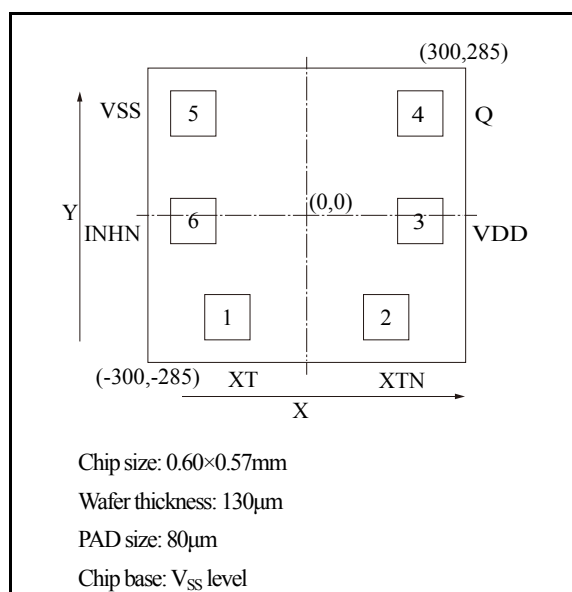 (300,285)
VSS 5 4 Q
Y (0,0)
INHN 6 3 VDD
1 2
(-300,-285) XT XTN
X
Chip size: 0.60×0.57mm
Wafer thickness: 130μm
PAD size: 80μm
Chip base: VSS level